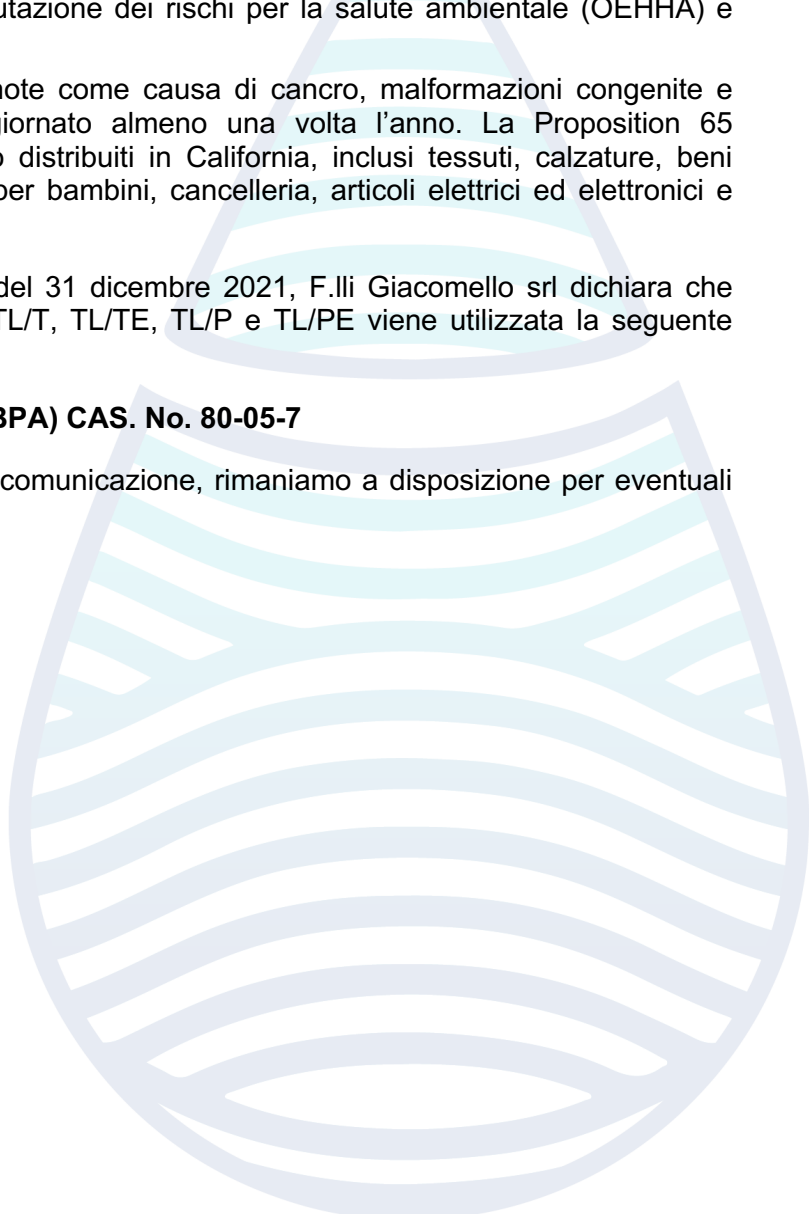 utazione dei rischi per la salute ambientale (OEHHA) e
note come causa di cancro, malformazioni congenite e
giornato almeno una volta l’anno. La Proposition 65
o distribuiti in California, inclusi tessuti, calzature, beni
per bambini, cancelleria, articoli elettrici ed elettronici e
del 31 dicembre 2021, F.lli Giacomello srl dichiara che
TL/T, TL/TE, TL/P e TL/PE viene utilizzata la seguente
BPA) CAS. No. 80-05-7
comunicazione, rimaniamo a disposizione per eventuali